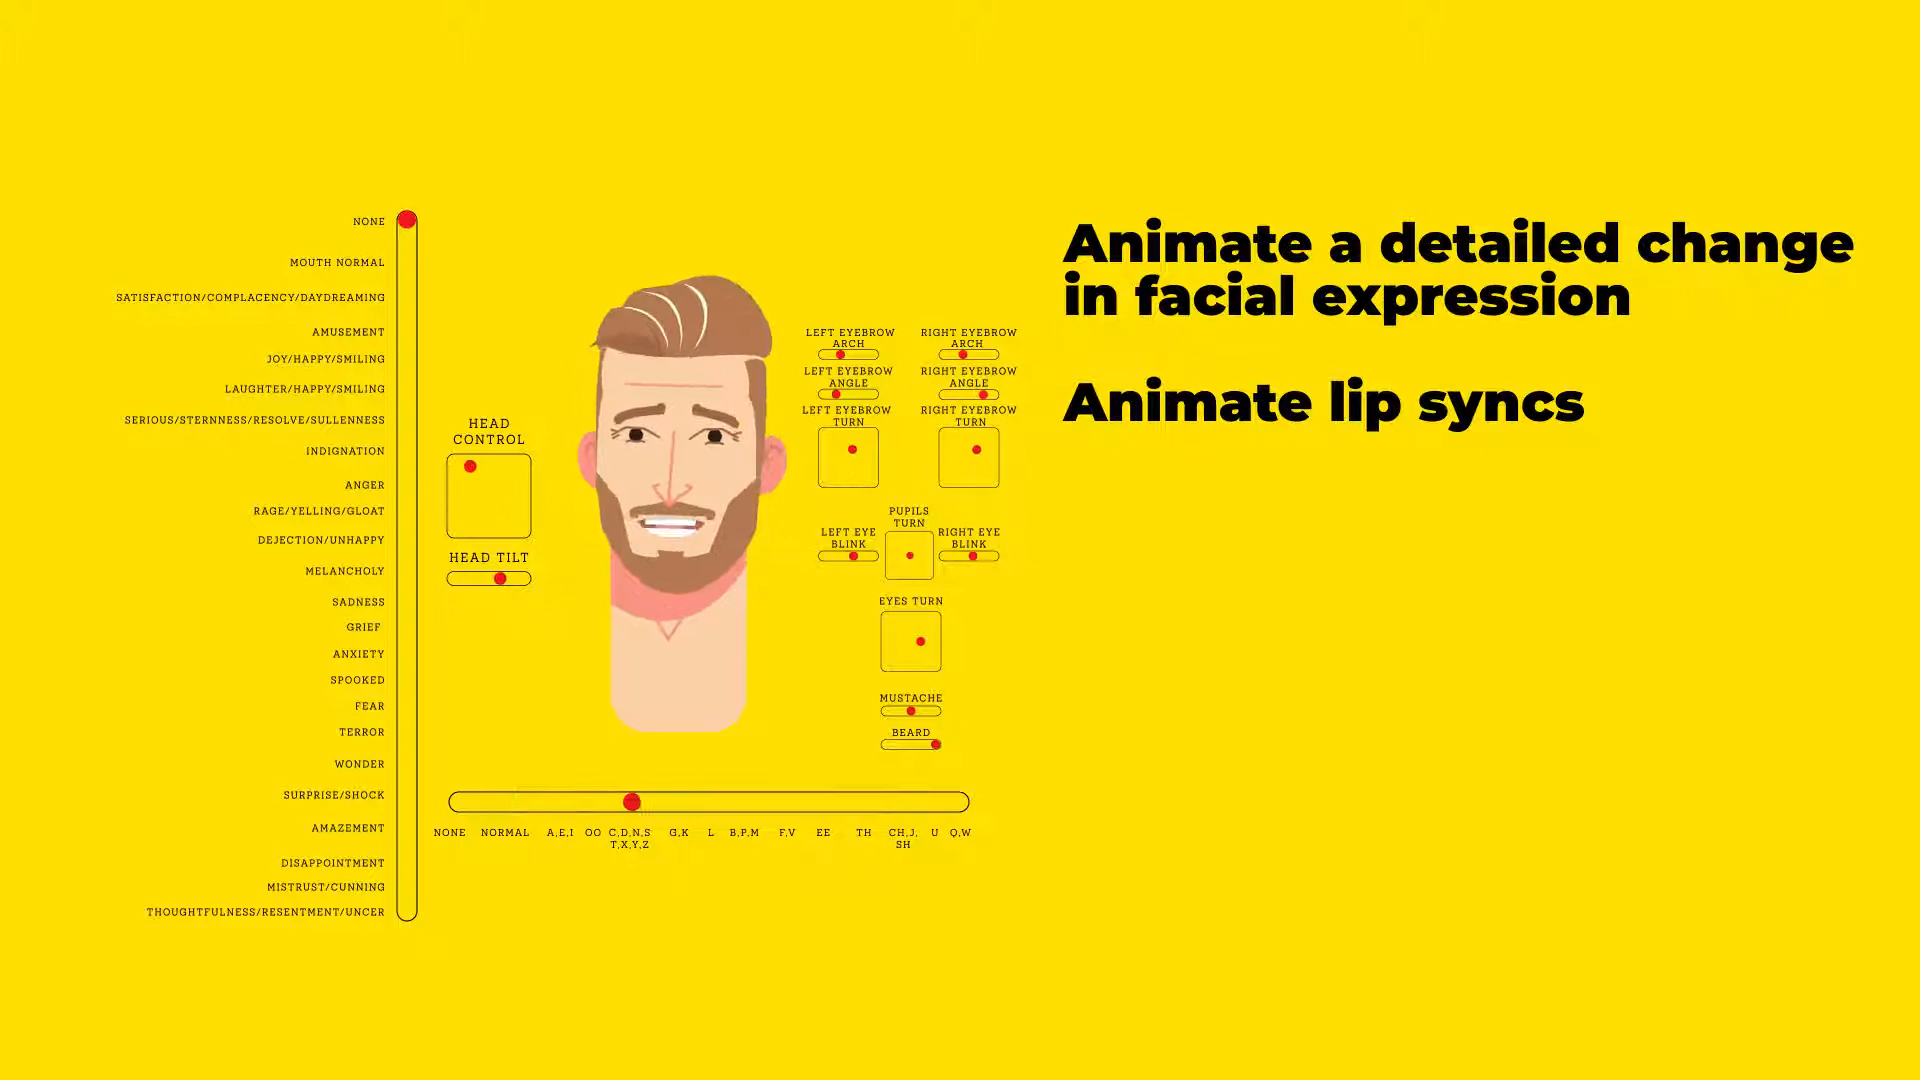 NONE
MOUTH NORMAL
SATISFACTION/COMPLACENCY/DAYDREAMING
AMUSEMENT
JOY/HAPPY/SMILING
LAUGHTER/HAPPY/SMILING
SERIOUS/STERNNESS/RESOLVE/SULLENNESS
INDIGNATION
ANGER
RAGE/YELLING/GLOAT
DEJECTION/UNHAPPY
MELANCHOLY
SADNESS
GRIEF
ANXIETY
SPOOKED
FEAR
TERROR
WONDER
SURPRISE/SHOCK
AMAZEMENT
DISAPPOINTMENT
MISTRUST/CUNNING
THOUGHTFULNESS/RESENTMENT/UNCER
HEAD
CONTROL
HEAD TILT
LEFT EYEBROW
ARCH
RIGHT EYEBROW
ARCH
LEFT EYEBROW
ANGLE
RIGHT EYEBROW
ANGLE
LEFT EYEBROW
TURN
RIGHT EYEBROW
TURN
PUPILS
TURN
LEFT EYE
BLINK
RIGHT EYE
BLINK
EYES TURN
MUSTACHE
BEARD
NONE NORMAL A,E,I OO C,D,N,S G,K L B,P,M F,V EE TH CH,J, U Q,W
T,X,Y,Z SH
Animate a detailed change
in facial expression
Animate lip syncs